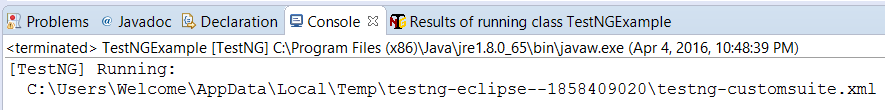 Problems @ Javadoc Declaration Console Results of running class TestNGExample
<terminated> TestNGExample [TestNG] C:\Program Files (x86)\Java\jre1.8.0_65\bin\javaw.exe (Apr 4, 2016, 10:48:39 PM)
[TestNG] Running:
C:\Users\Welcome\AppData\Local\Temp\testng-eclipse--1858409020\testng-customsuite.xml